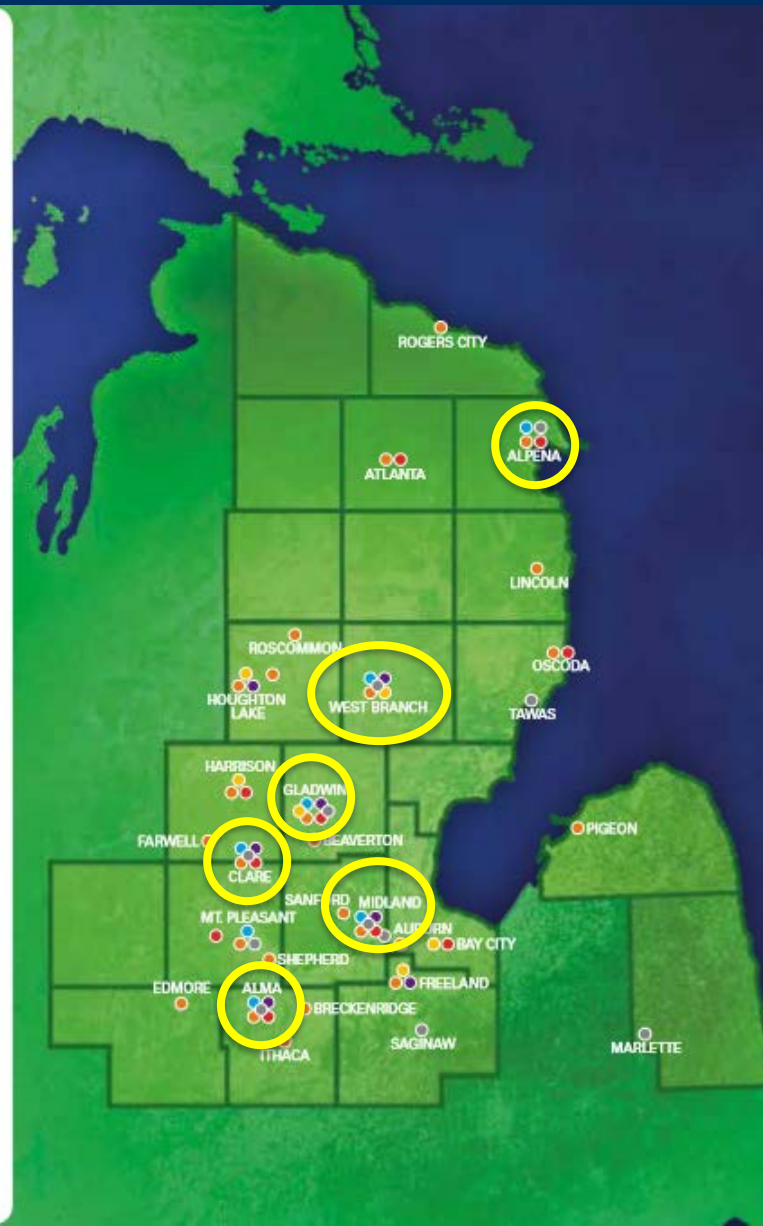 ROGERS CITY
ALPENA
ATLANTA
LINCOLN
ROSCOMMON
OSCODA
HOUGHTON
LAKE
WEST BRANCH
TAWAS
HARRISON
GLADWIN
PIGEON
FARWELL
BEAVERTON
CLARE
SANFORD
MIDLAND
MT. PLEASANT
AUBURN
BAY CITY
SHEPHERD
EDMORE
ALMA
FREELAND
BRECKENRIDGE
SAGINAW
MARLETTE
ITHACA